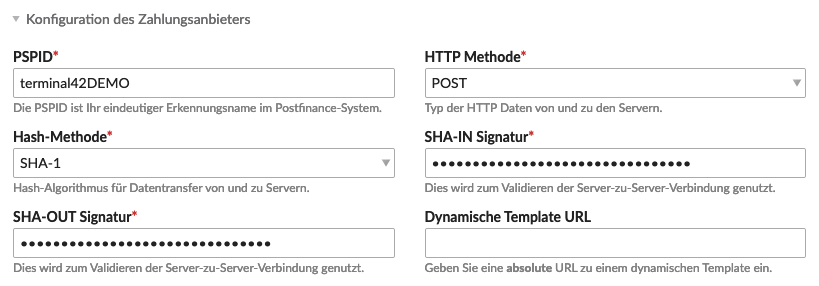 Konfiguration des Zahlungsanbieters
PSPID*
HTTP Methode*
terminal42DEMO
POST
Die PSPID ist Ihr eindeutiger Erkennungsname im Postfinance-System.
Typ der HTTP Daten von und zu den Servern.
Hash-Methode*
SHA-IN Signatur*
SHA-1
••••••••••••••••••••••••••••••••
Hash-Algorithmus für Datentransfer von und zu Servern.
Dies wird zum Validieren der Server-zu-Server-Verbindung genutzt.
SHA-OUT Signatur*
Dynamische Template URL
•••••••••••••••••••••••••••••••
Dies wird zum Validieren der Server-zu-Server-Verbindung genutzt.
Geben Sie eine absolute URL zu einem dynamischen Template ein.